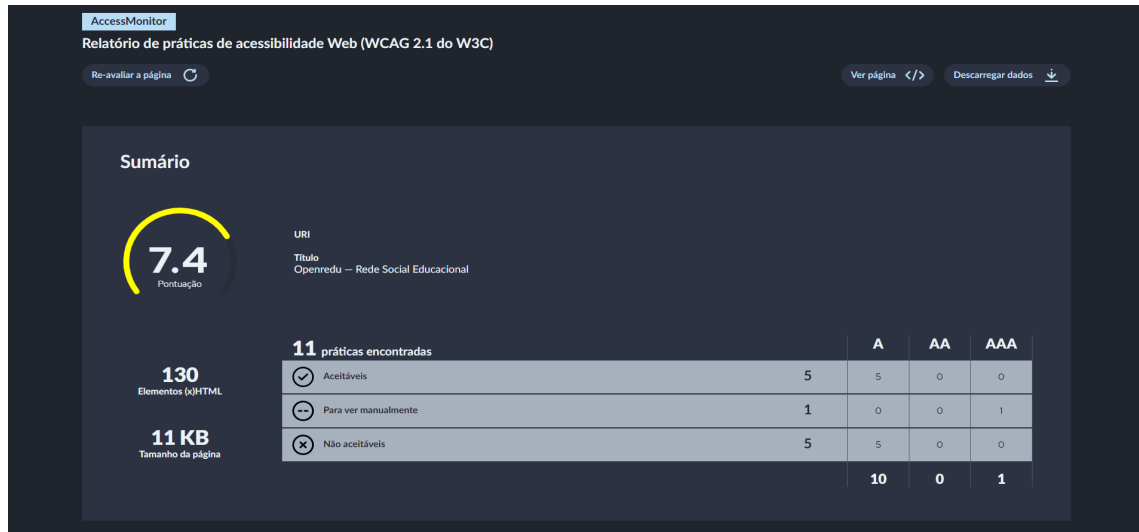 AccessMonitor
Relatório de práticas de acessibilidade Web (WCAG 2.1 do W3C)
Re-avaliar a página
Ver página </>
Descarregar dados
Sumário
7.4
Pontuação
URI
Título
Openredu — Rede Social Educacional
130
Elementos (x)HTML
11 KB
Tamanho da página
11 práticas encontradas A AA AAA
Aceitáveis 5 5 0 0
Para ver manualmente 1 0 0 1
Não aceitáveis 5 5 0 0
10 0 1